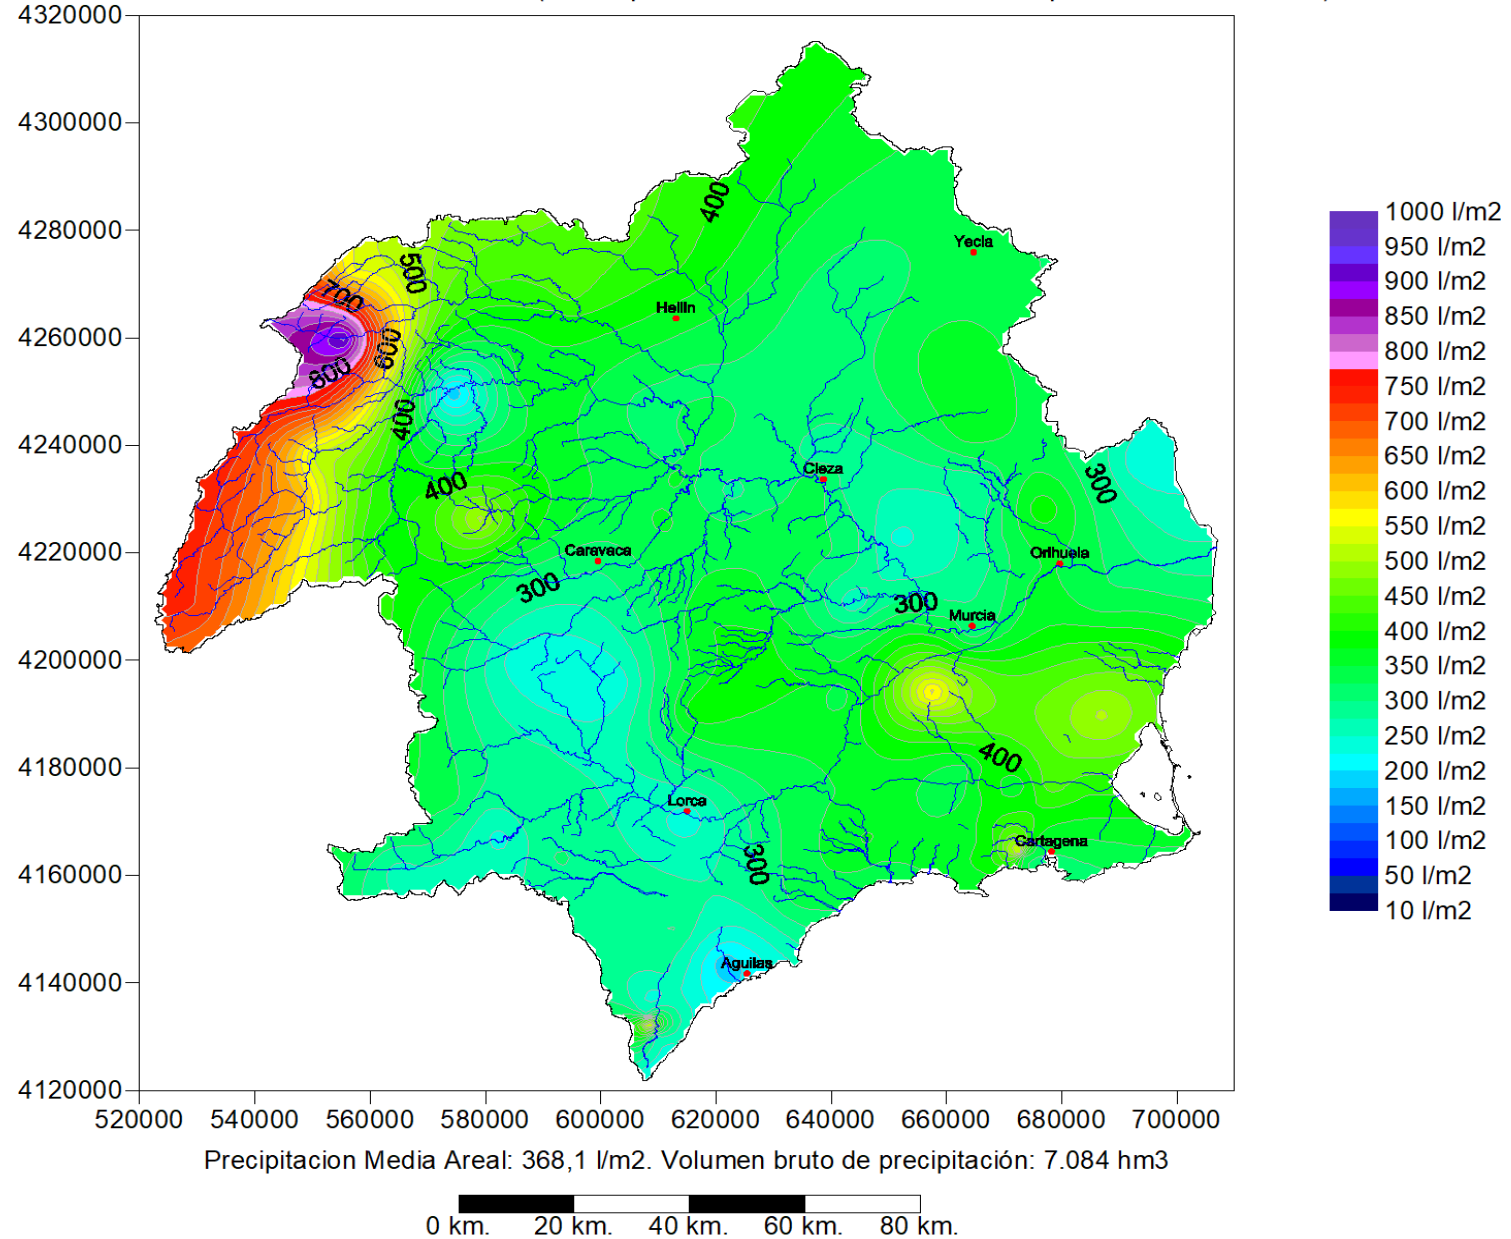 4320000
4300000
4280000
4260000
4240000
4220000
4200000
4180000
4160000
4140000
4120000
520000 540000 560000 580000 600000 620000 640000 660000 680000 700000
400
500
700
600
800
400
400
300
300
300
400
300
Yecla
Hellin
Cieza
Caravaca
Orihuela
Murcia
Lorca
Cartagena
Aguilas
1000 l/m2
950 l/m2
900 l/m2
850 l/m2
800 l/m2
750 l/m2
700 l/m2
650 l/m2
600 l/m2
550 l/m2
500 l/m2
450 l/m2
400 l/m2
350 l/m2
300 l/m2
250 l/m2
200 l/m2
150 l/m2
100 l/m2
50 l/m2
10 l/m2
Precipitacion Media Areal: 368,1 l/m2. Volumen bruto de precipitación: 7.084 hm3
0 km. 20 km. 40 km. 60 km. 80 km.